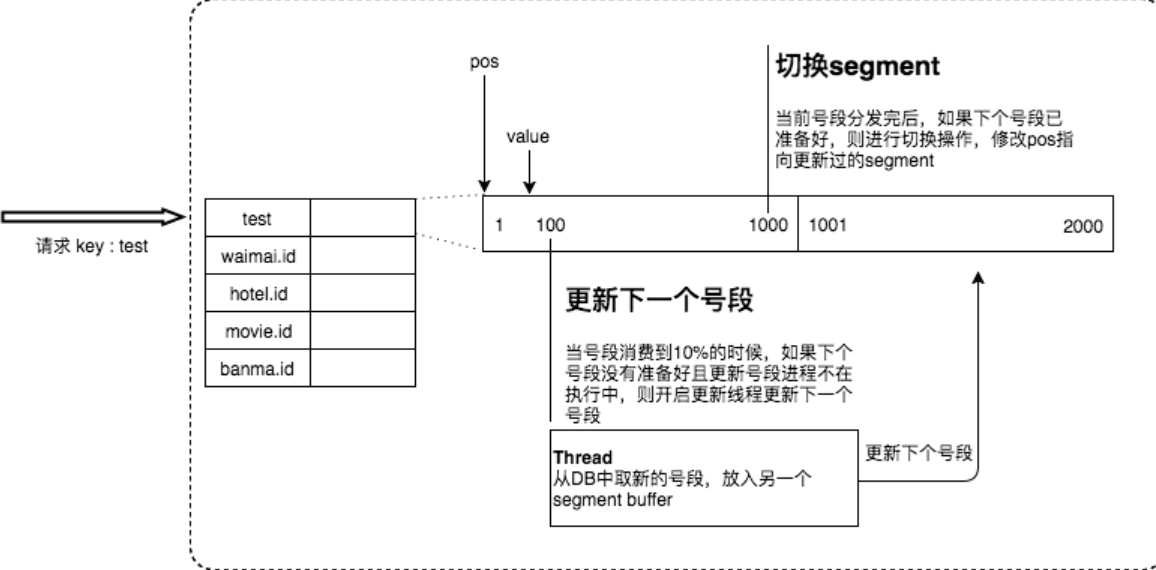 pos
value
切换segment
当前号段分发完后，如果下个号段已
准备好，则进行切换操作，修改pos指
向更新过的segment
请求 key : test
test
waimai.id
hotel.id
movie.id
banma.id
1
100
1000
1001
2000
更新下一个号段
当号段消费到10%的时候，如果下个
号段没有准备好且更新号段进程不在
执行中，则开启更新线程更新下一个
号段
Thread
从DB中取新的号段，放入另一个
segment buffer
更新下个号段